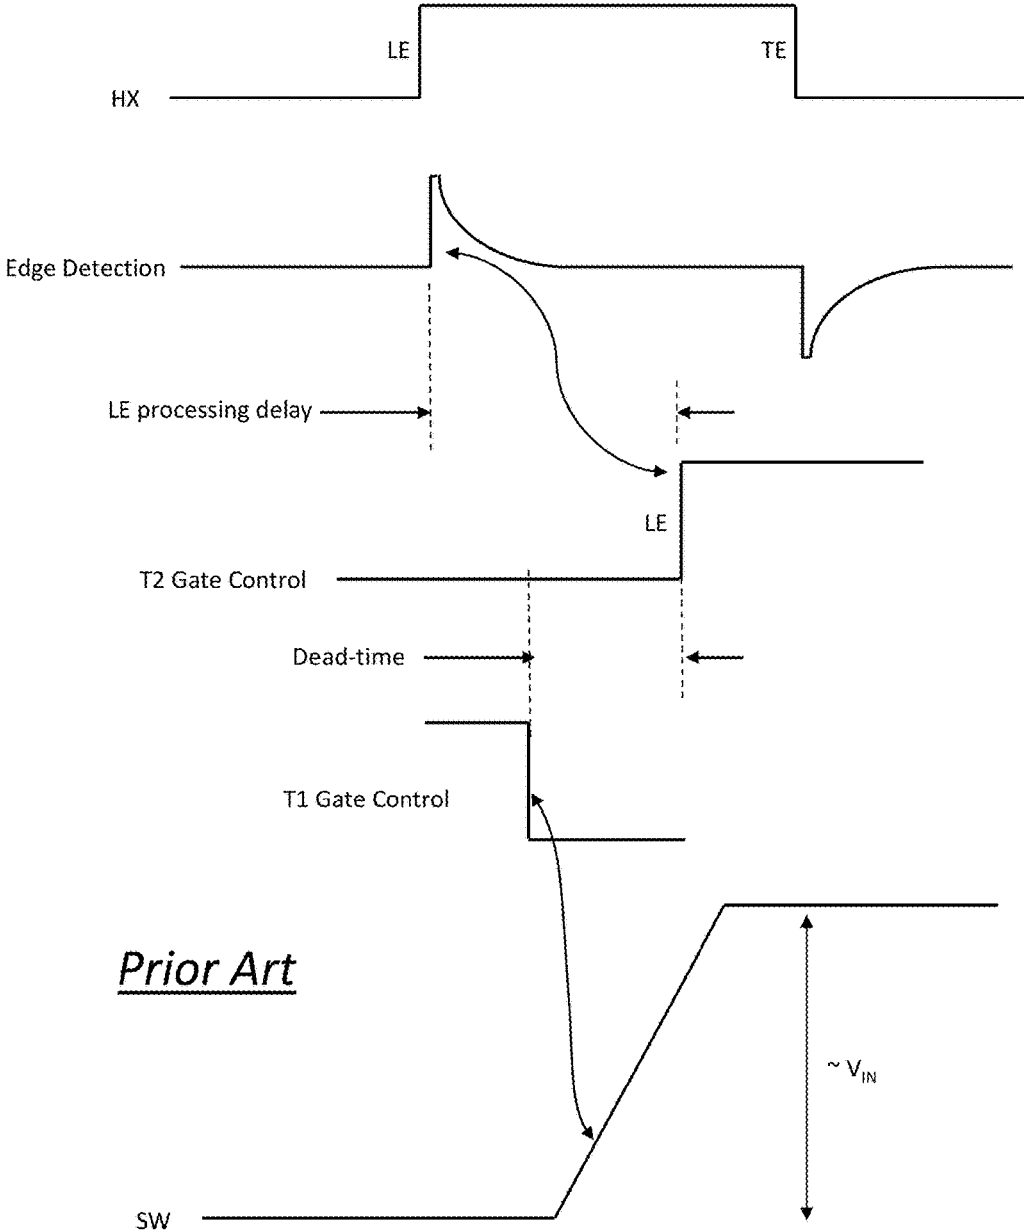 LE
TE
HX
Edge Detection
LE processing delay
LE
T2 Gate Control
Dead-time
T1 Gate Control
Prior Art
~ VIN
SW